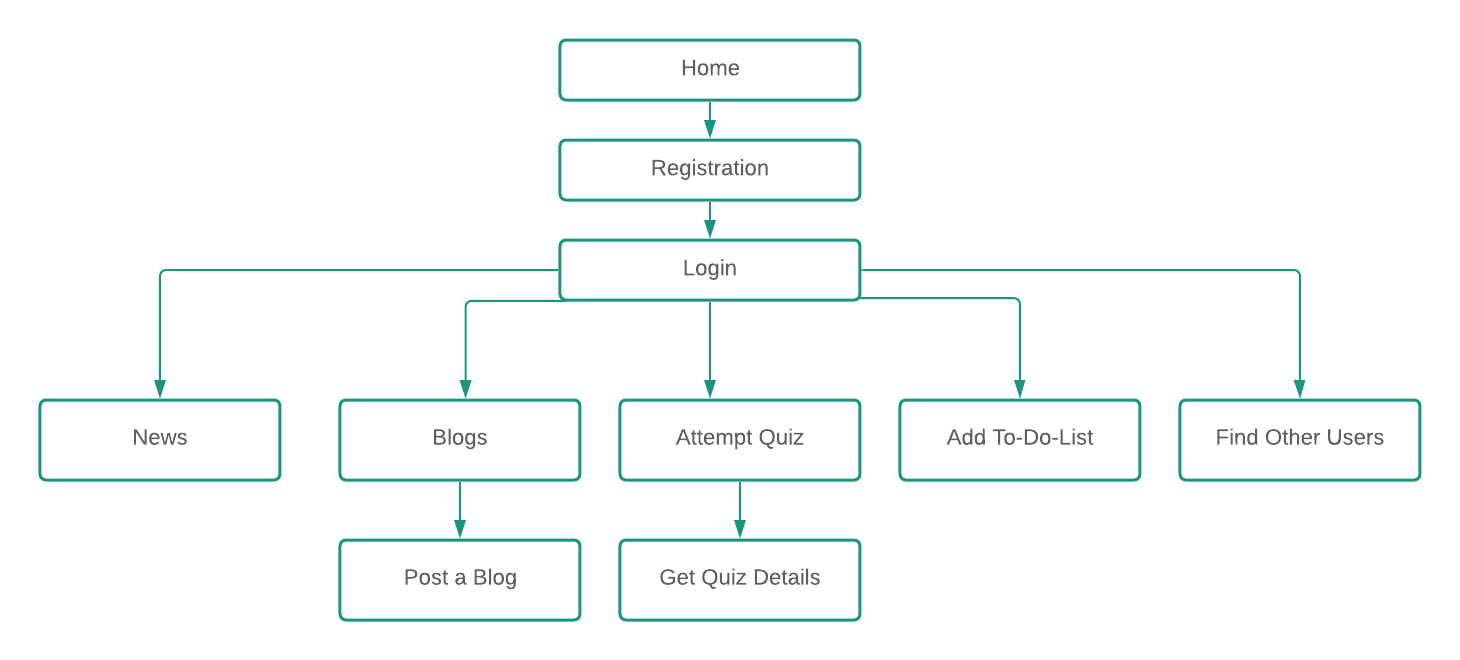 Home
Registration
Login
News
Blogs
Attempt Quiz
Add To-Do-List
Find Other Users
Post a Blog
Get Quiz Details